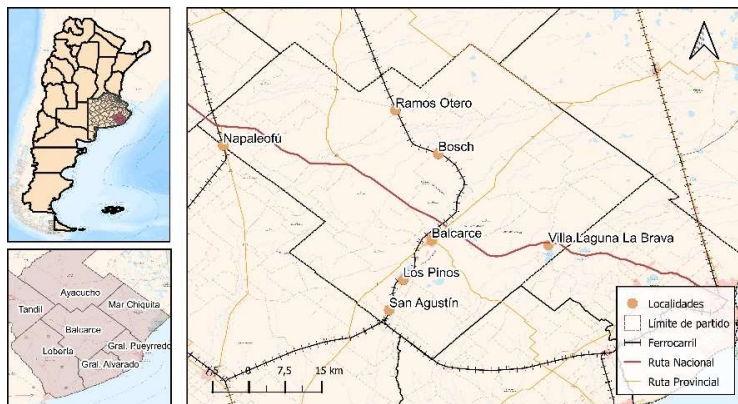 Ramos Otero
Napaleofú
Bosch
Balcarce
Villa Laguna La Brava
Los Pinos
San Agustín
7,5 0 7,5 15 km
Localidades
Límite de partido
Ferrocarril
Ruta Nacional
Ruta Provincial
Ayacucho
Mar Chiquita
Tandil
Balcarce
Lobería
Gral. Pueyrredo
Gral. Alvarado